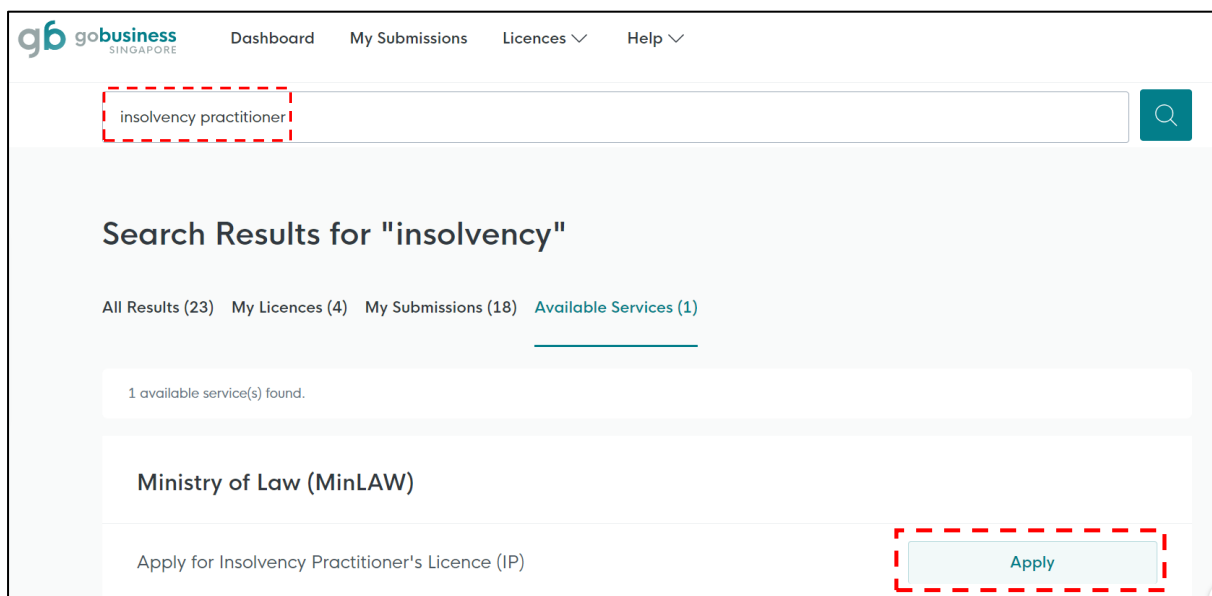 gb gobusiness SINGAPORE Dashboard My Submissions Licences Help
insolvency practitioner
Search Results for "insolvency"
All Results (23) My Licences (4) My Submissions (18) Available Services (1)
1 available service(s) found.
Ministry of Law (MinLAW)
Apply for Insolvency Practitioner's Licence (IP) Apply